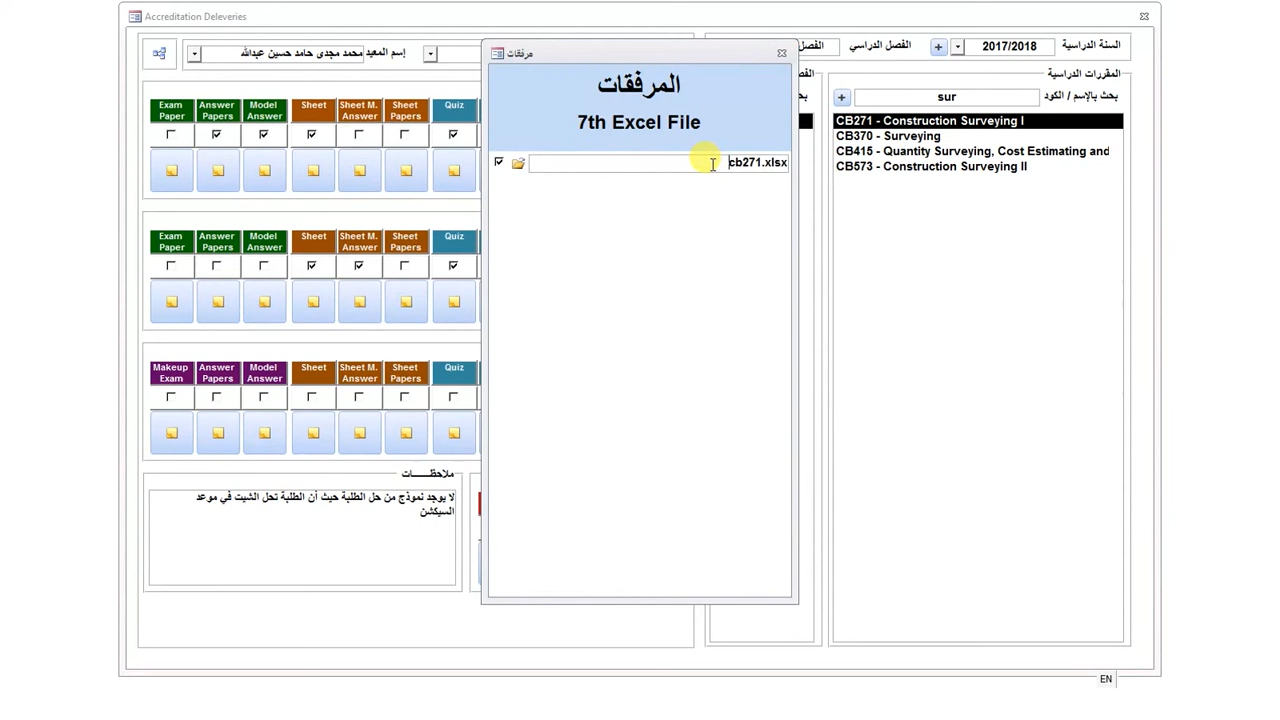 Accreditation Deleveries
إسم المعيد
محمد مجدى حامد حسين عبدالله
السنة الدراسية
2017/2018
الفصل الدراسي
الفصل
المقررات الدراسية
بحث بالإسم / الكود
sur
CB271 - Construction Surveying I
CB370 - Surveying
CB415 - Quantity Surveying, Cost Estimating and
CB573 - Construction Surveying II
مرفقات
المرفقات
7th Excel File
cb271.xlsx
Exam Paper
Answer Papers
Model Answer
Sheet
Sheet M. Answer
Sheet Papers
Quiz
Exam Paper
Answer Papers
Model Answer
Sheet
Sheet M. Answer
Sheet Papers
Quiz
Makeup Exam
Answer Papers
Model Answer
Sheet
Sheet M. Answer
Sheet Papers
Quiz
ملاحظـــــات
لا يوجد نموذج من حل الطلبة حيث أن الطلبة تحل الشيت في موعد
السيكشن
EN